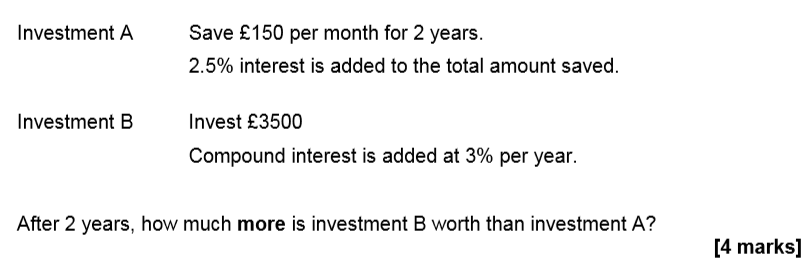 Investment A Save £150 per month for 2 years.
2.5% interest is added to the total amount saved.
Investment B Invest £3500
Compound interest is added at 3% per year.
After 2 years, how much more is investment B worth than investment A?
[4 marks]